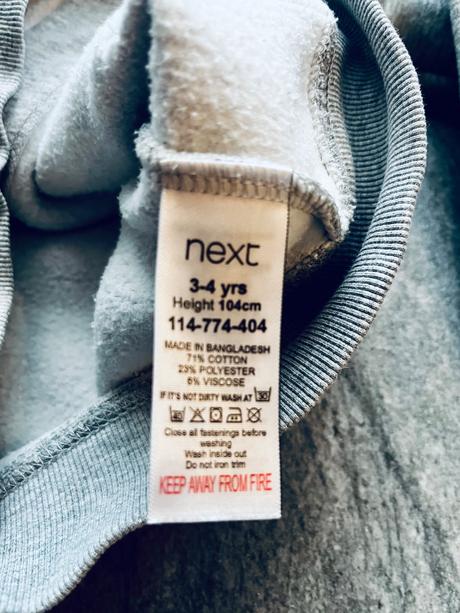 next
3-4 yrs
Height 104cm
114-774-404
MADE IN BANGLADESH
71% COTTON
23% POLYESTER
6% VISCOSE
IF IT'S NOT DIRTY WASH AT 30
40
Close all fastenings before
washing
Wash inside out
Do not iron trim
KEEP AWAY FROM FIRE